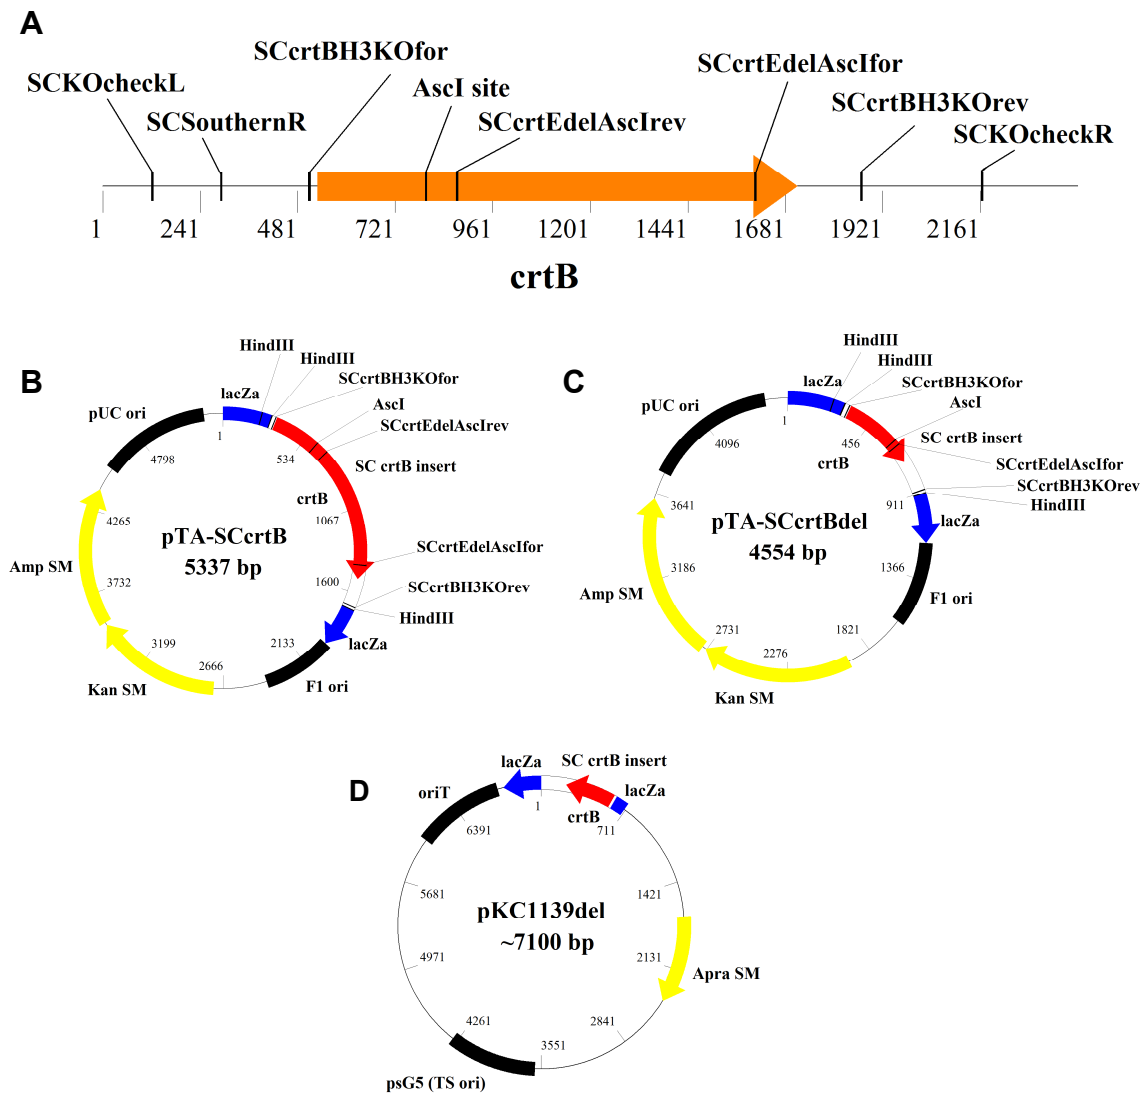 A
SCcrtBH3KOfor
SCcrtEdelAscIfor
SCKOcheckL
AscI site
SCcrtBH3KOrev
SCSouthernR
SCcrtEdelAscIrev
SCKOcheckR
1 241 481 721 961 1201 1441 1681 1921 2161
crtB
B
HindIII
HindIII
SCcrtBH3KOfor
lacZa
AscI
pUC ori
SCcrtEdelAscIrev
1
534
4798
SC crtB insert
crtB
4265
1067
pTA-SCcrtB
5337 bp
SCcrtEdelAscIfor
Amp SM
3732
1600
SCcrtBH3KOrev
HindIII
3199
2133
lacZa
2666
Kan SM
F1 ori
C
HindIII
HindIII
lacZa
SCcrtBH3KOfor
AscI
pUC ori
1
456
SC crtB insert
4096
crtB
SCcrtEdelAscIfor
SCcrtBH3KOrev
3641
911
HindIII
pTA-SCcrtBdel
lacZa
4554 bp
3186
1366
Amp SM
F1 ori
2731
1821
2276
Kan SM
D
lacZa
SC crtB insert
oriT
lacZa
1
crtB
6391
711
5681
1421
pKC1139del
~7100 bp
4971
2131
Apra SM
4261
2841
3551
psG5 (TS ori)